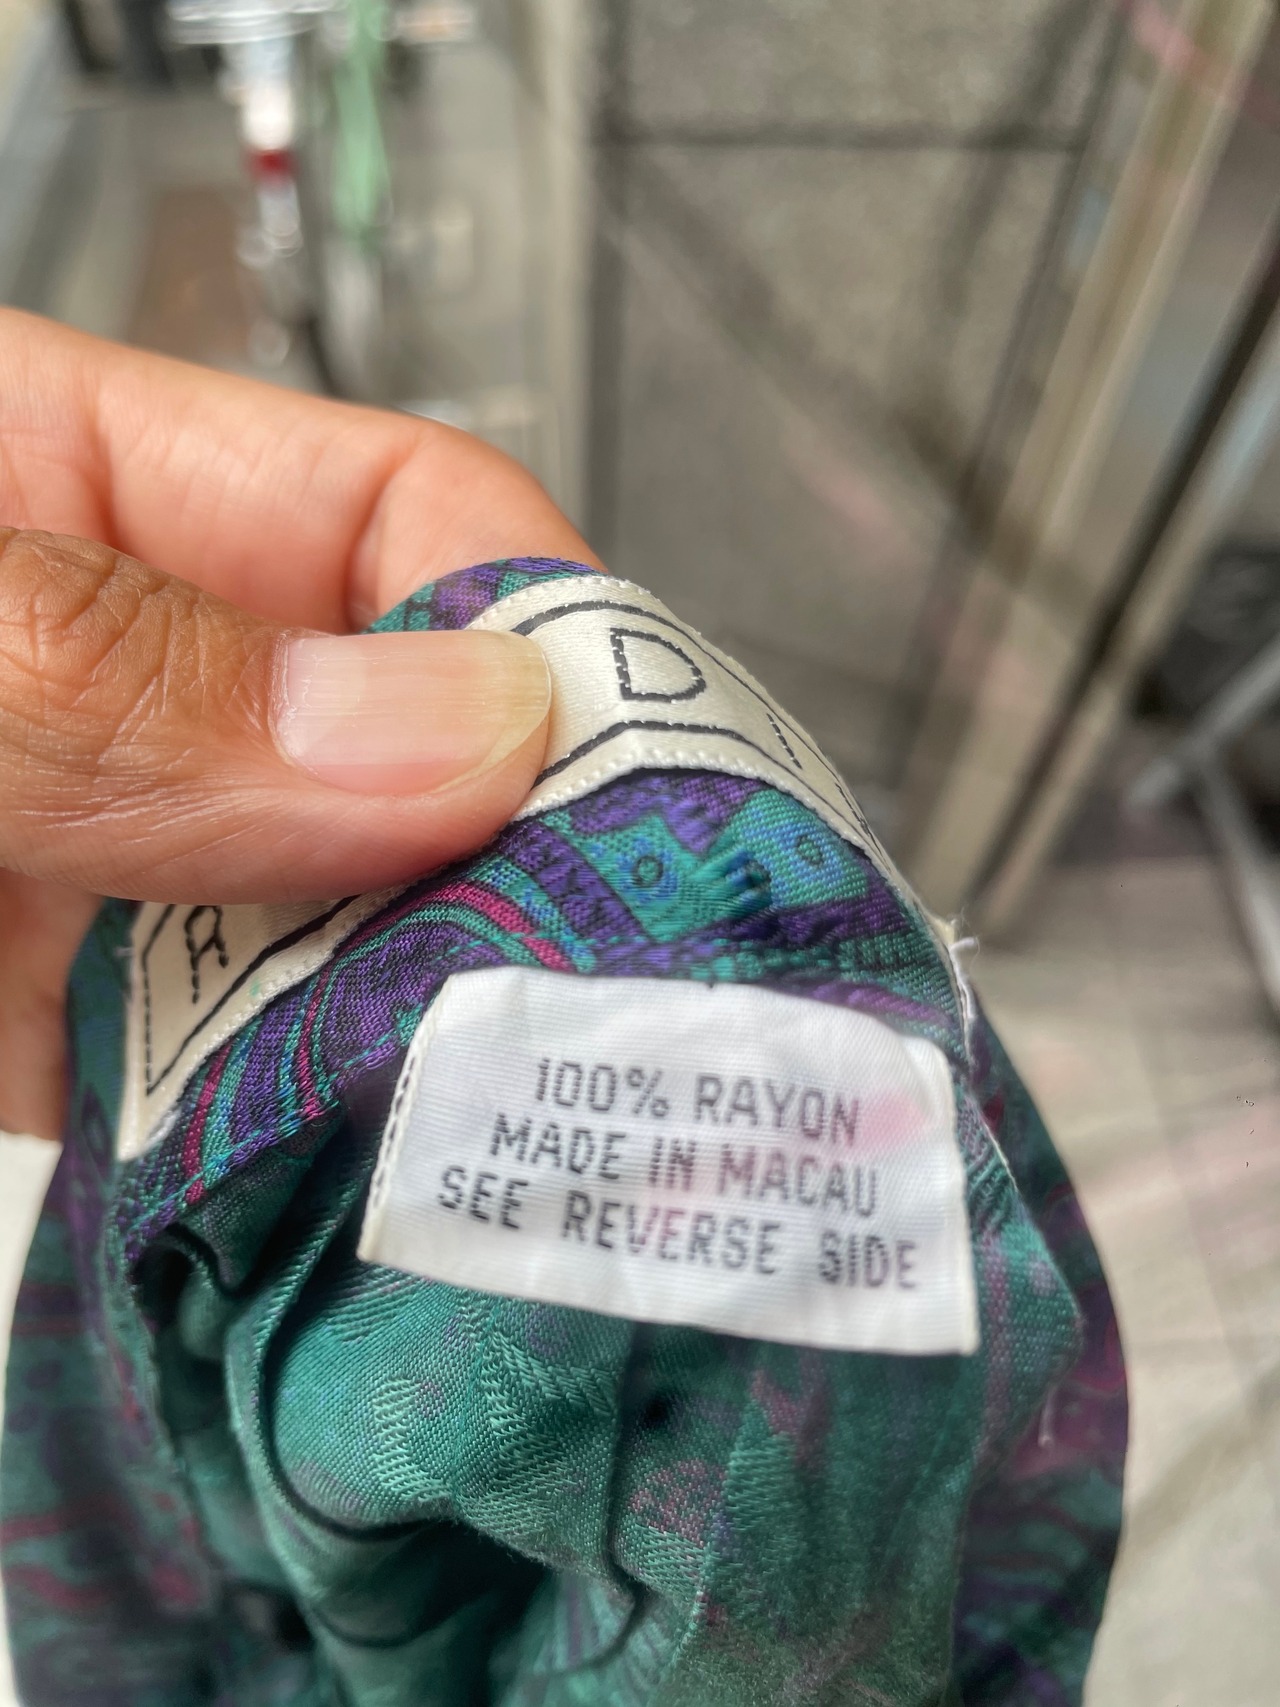 D
100% RAYON
MADE IN MACAU
SEE REVERSE SIDE